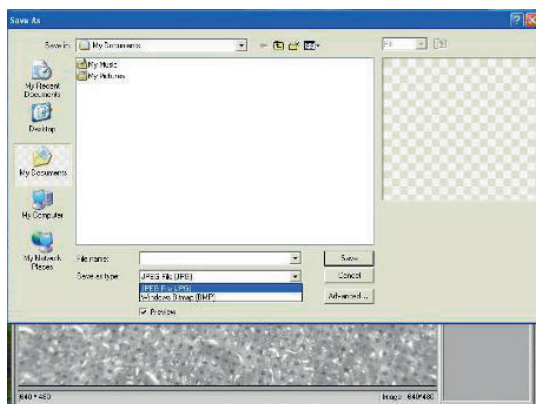 Save As
Save in:
My Documents
Fit
My Music
My Pictures
My Recent
Documents
Desktop
My Documents
My Computer
My Network
Places
File name:
Save
Save as type:
JPEG File (JPG)
Cancel
JPEG File (JPG)
Windows Bitmap (BMP)
Advanced...
Preview
640 * 480
Image: 640*480